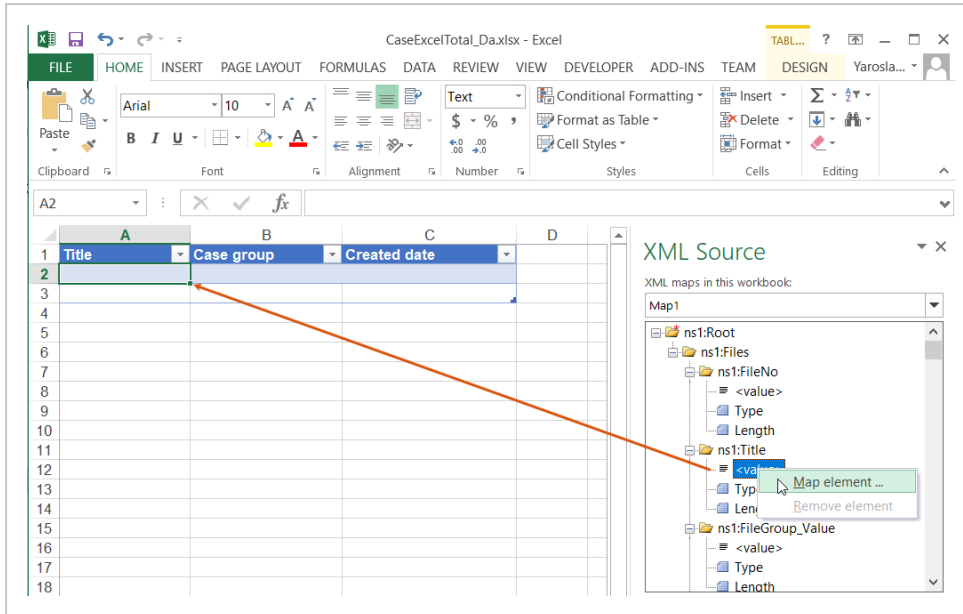 CaseExcelTotal_Da.xlsx - Excel
TABL... ?
FILE HOME INSERT PAGE LAYOUT FORMULAS DATA REVIEW VIEW DEVELOPER ADD-INS TEAM DESIGN Yarosla...
Paste
Arial 10 A A
B I U A
Text
$ % ,
Conditional Formatting
Format as Table
Cell Styles
Insert
Delete
Format
Clipboard Font Alignment Number Styles Cells Editing
A2 fx
A B C D
1 Title Case group Created date
2
3
4
5
6
7
8
9
10
11
12
13
14
15
16
17
18
XML Source
XML maps in this workbook:
Map1
ns1:Root
ns1:Files
ns1:FileNo
<value>
Type
Length
ns1:Title
Map element ...
Remove element
ns1:FileGroup_Value
<value>
Type
Length